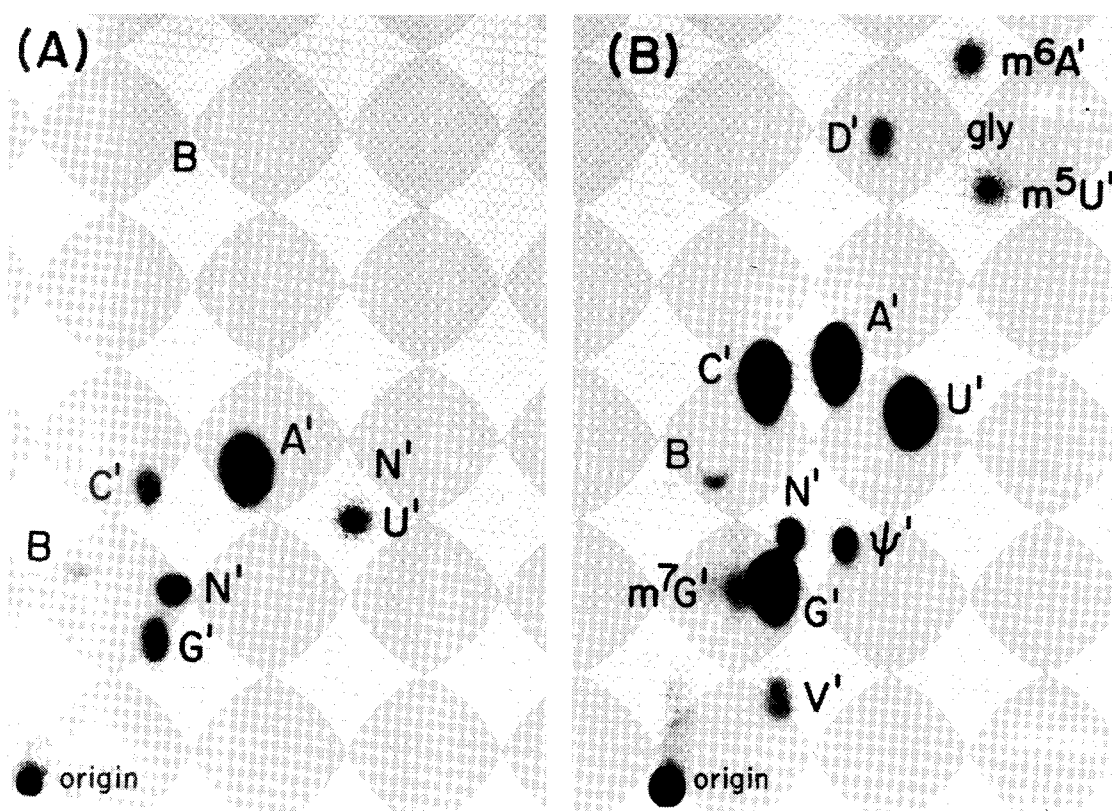 (A)
B
A'
N'
C'
U'
B
N'
G'
origin
(B)
m⁶A'
D'
gly
m⁵U'
A'
C'
U'
B
N'
ψ'
m⁷G'
G'
V'
origin